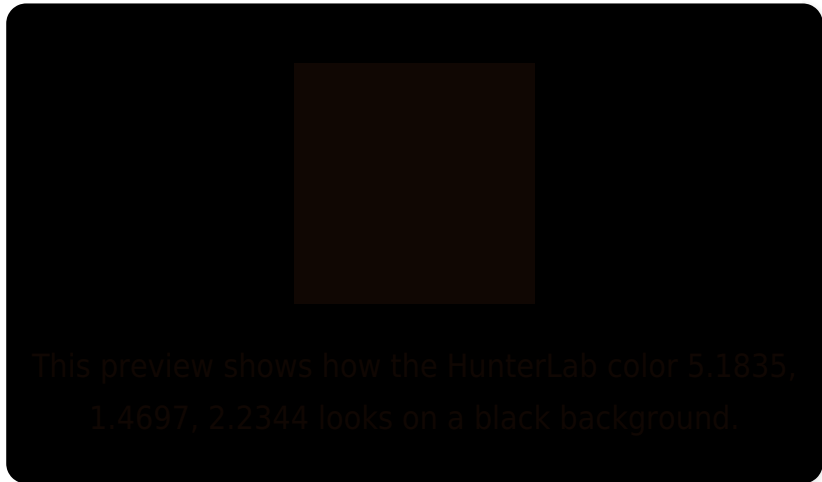 This preview shows how the HunterLab color 5.1835,
1.4697, 2.2344 looks on a black background.